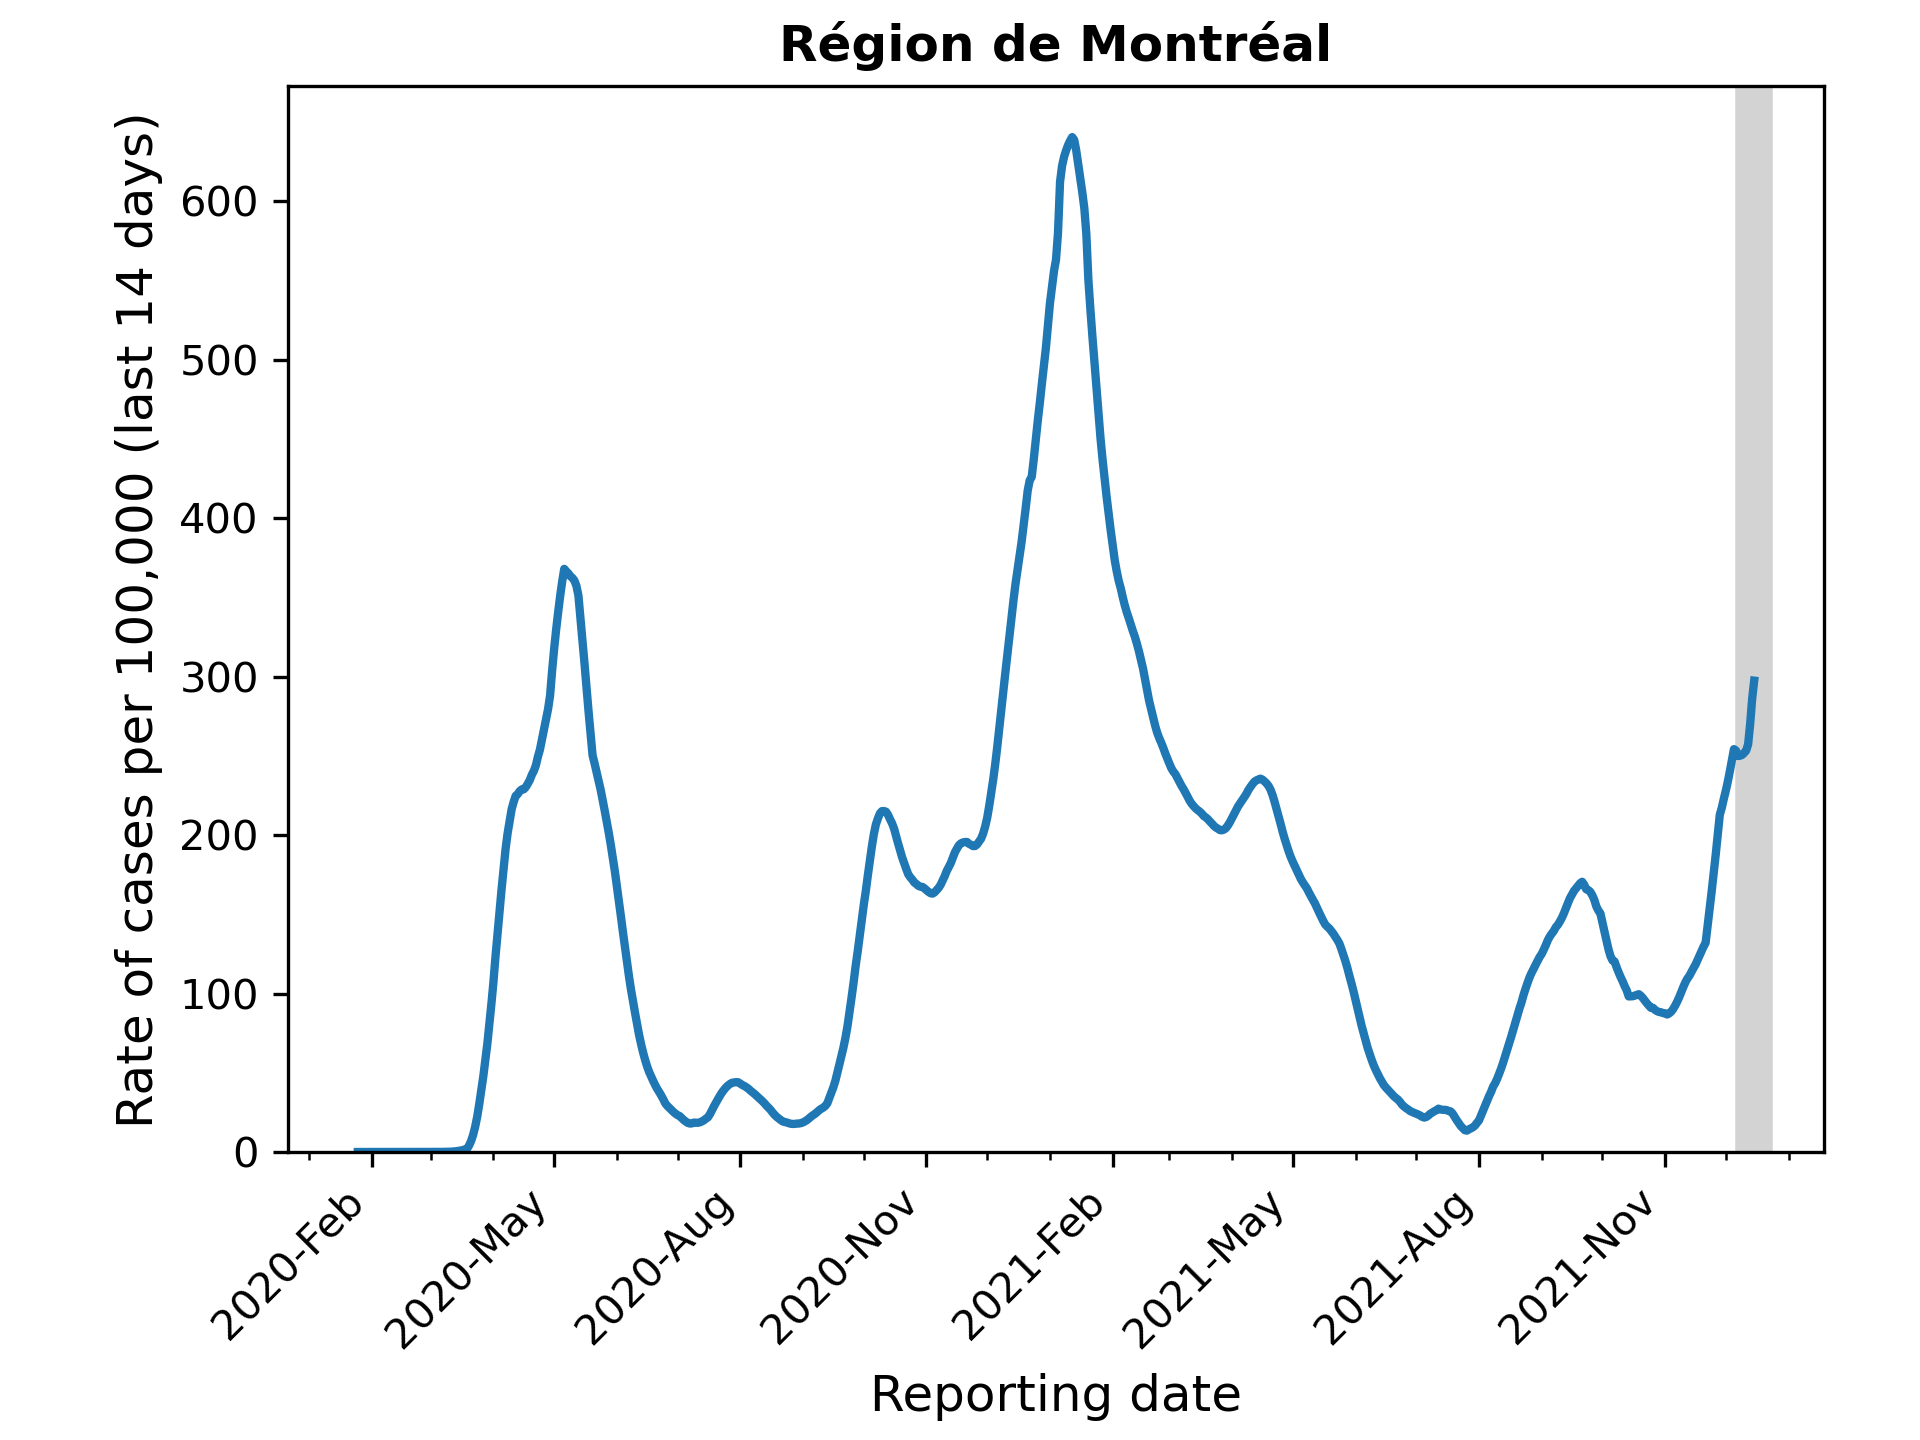 Région de Montréal
Rate of cases per 100,000 (last 14 days)
600
500
400
300
200
100
0
2020-Feb
2020-May
2020-Aug
2020-Nov
2021-Feb
2021-May
2021-Aug
2021-Nov
Reporting date